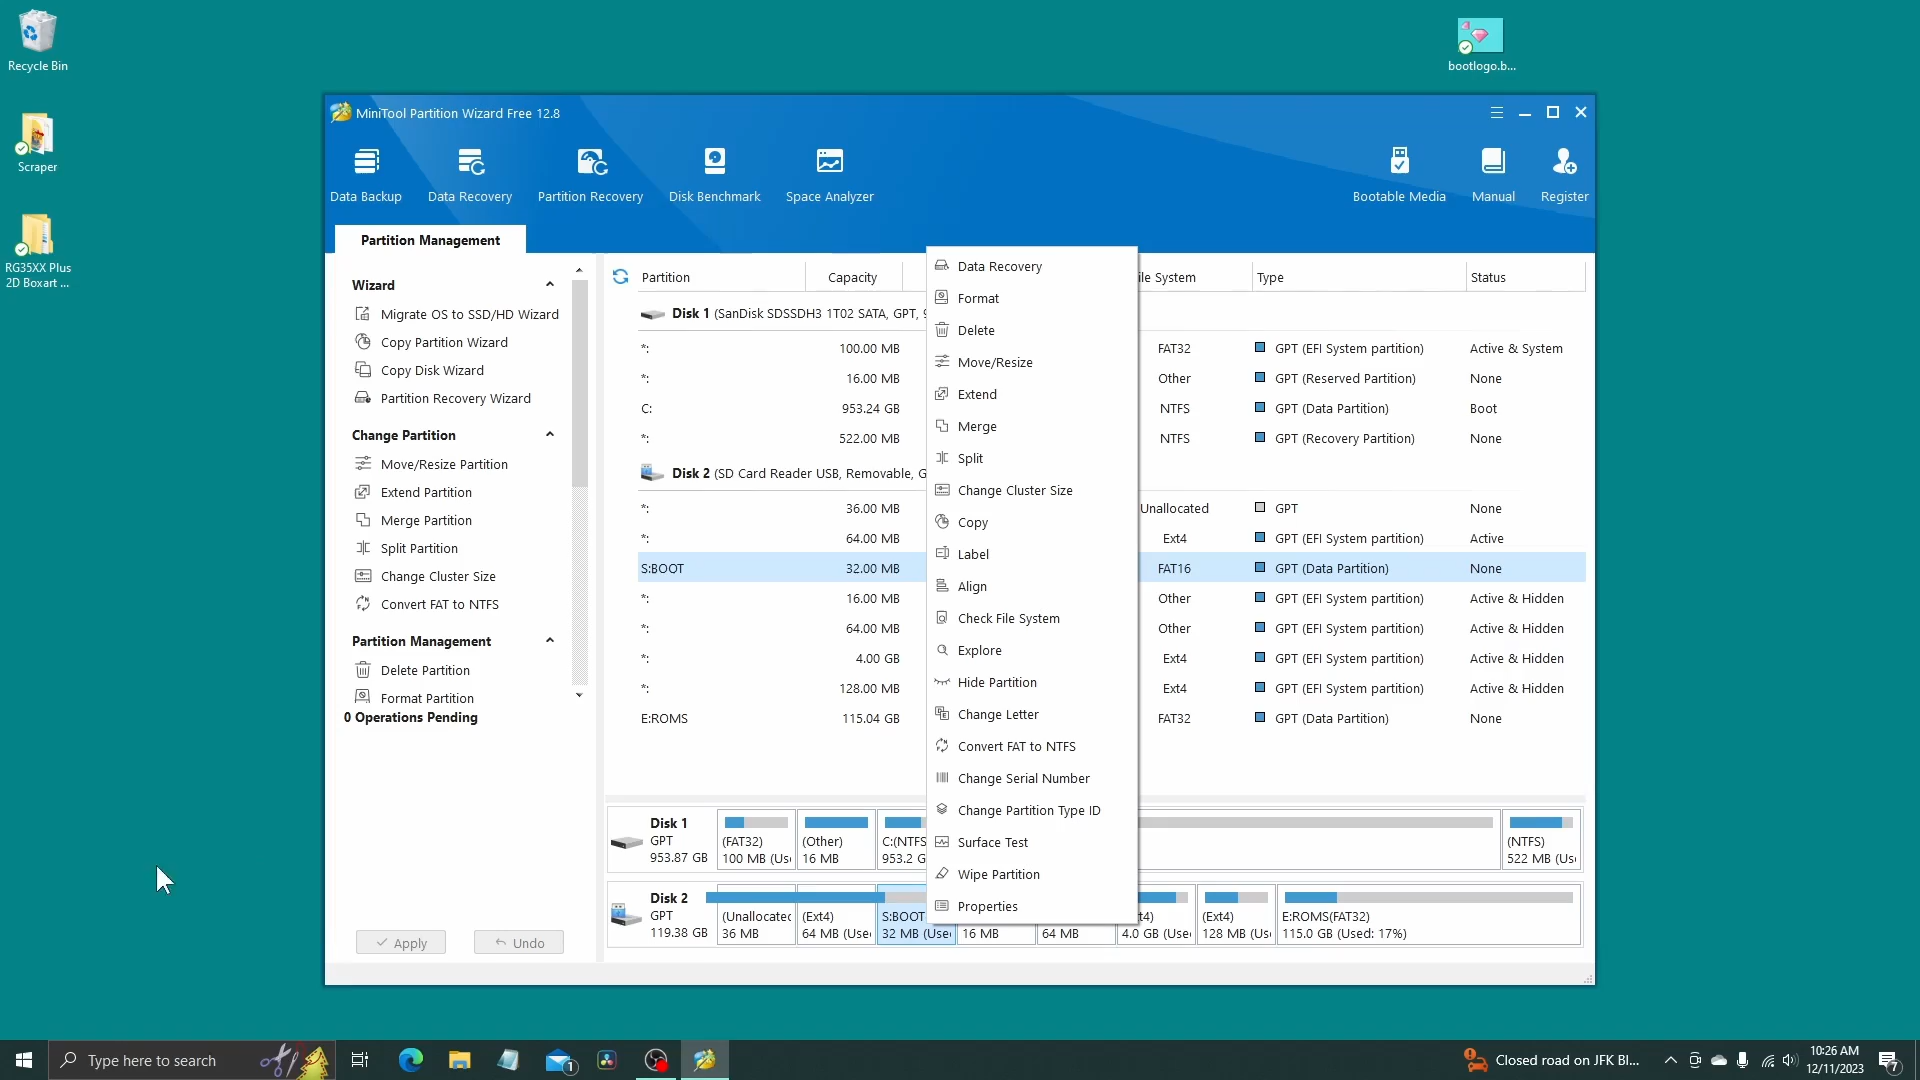 Recycle Bin
Scraper
RG35XX Plus
2D Boxart ...
bootlogo.b...
MiniTool Partition Wizard Free 12.8
Data Backup
Data Recovery
Partition Recovery
Disk Benchmark
Space Analyzer
Bootable Media
Manual
Register
Partition Management
Wizard
Migrate OS to SSD/HD Wizard
Copy Partition Wizard
Copy Disk Wizard
Partition Recovery Wizard
Change Partition
Move/Resize Partition
Extend Partition
Merge Partition
Split Partition
Change Cluster Size
Convert FAT to NTFS
Partition Management
Delete Partition
Format Partition
0 Operations Pending
Apply
Undo
Partition Capacity ile System Type Status
Disk 1 (SanDisk SDSSDH3 1T02 SATA, GPT, 9
*: 100.00 MB FAT32 GPT (EFI System partition) Active & System
*: 16.00 MB Other GPT (Reserved Partition) None
C: 953.24 GB NTFS GPT (Data Partition) Boot
*: 522.00 MB NTFS GPT (Recovery Partition) None
Disk 2 (SD Card Reader USB, Removable, G
*: 36.00 MB Unallocated GPT None
*: 64.00 MB Ext4 GPT (EFI System partition) Active
S:BOOT 32.00 MB FAT16 GPT (Data Partition) None
*: 16.00 MB Other GPT (EFI System partition) Active & Hidden
*: 64.00 MB Other GPT (EFI System partition) Active & Hidden
*: 4.00 GB Ext4 GPT (EFI System partition) Active & Hidden
*: 128.00 MB Ext4 GPT (EFI System partition) Active & Hidden
E:ROMS 115.04 GB FAT32 GPT (Data Partition) None
Data Recovery
Format
Delete
Move/Resize
Extend
Merge
Split
Change Cluster Size
Copy
Label
Align
Check File System
Explore
Hide Partition
Change Letter
Convert FAT to NTFS
Change Serial Number
Change Partition Type ID
Surface Test
Wipe Partition
Properties
Disk 1
GPT
953.87 GB
(FAT32)
100 MB (Use
(Other)
16 MB
C:(NTFS
953.2 G
(NTFS)
522 MB (Use
Disk 2
GPT
119.38 GB
(Unallocated
36 MB
(Ext4)
64 MB (Use
S:BOOT
32 MB (Use
16 MB
64 MB
t4)
4.0 GB (Use
(Ext4)
128 MB (Us
E:ROMS(FAT32)
115.0 GB (Used: 17%)
Type here to search
1
Closed road on JFK Bl...
10:26 AM
12/11/2023
7